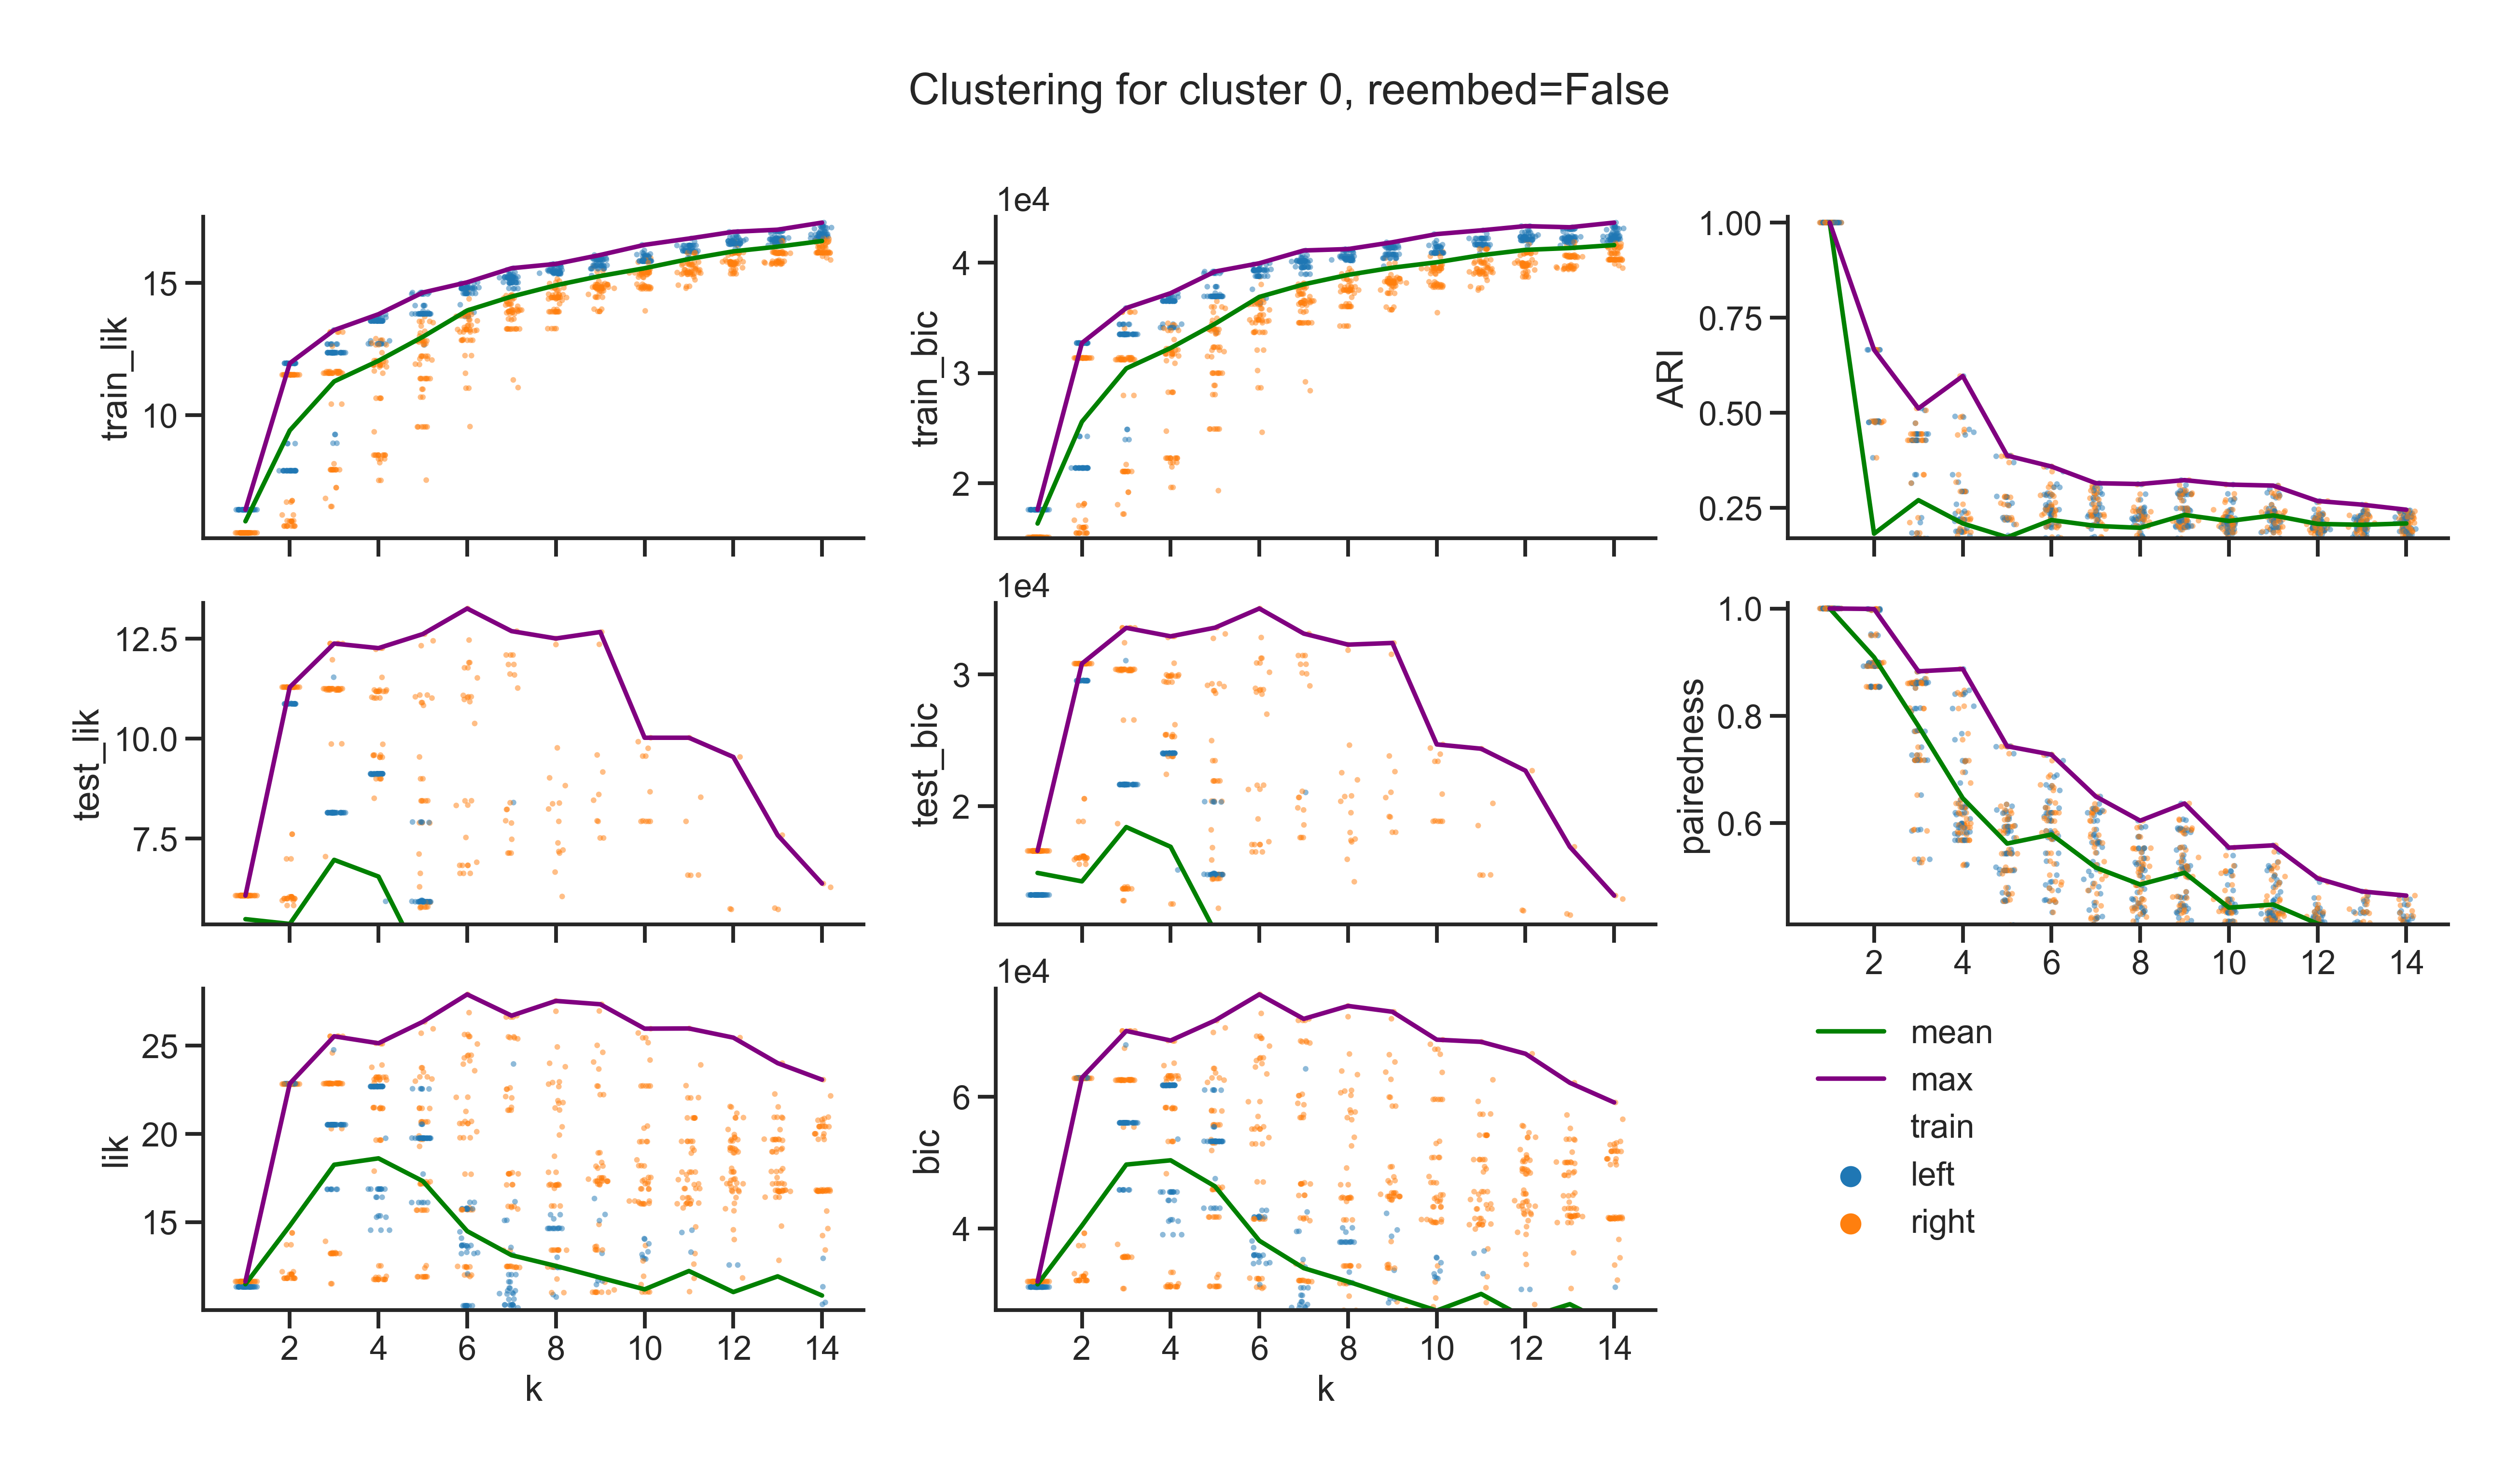 Clustering for cluster 0, reembed=False
train_lik
15
10
1e4
train_bic
4
3
2
ARI
1.00
0.75
0.50
0.25
test_lik
12.5
10.0
7.5
1e4
test_bic
3
2
pairedness
1.0
0.8
0.6
2 4 6 8 10 12 14
lik
25
20
15
2 4 6 8 10 12 14
k
1e4
bic
6
4
2 4 6 8 10 12 14
k
mean
max
train
left
right